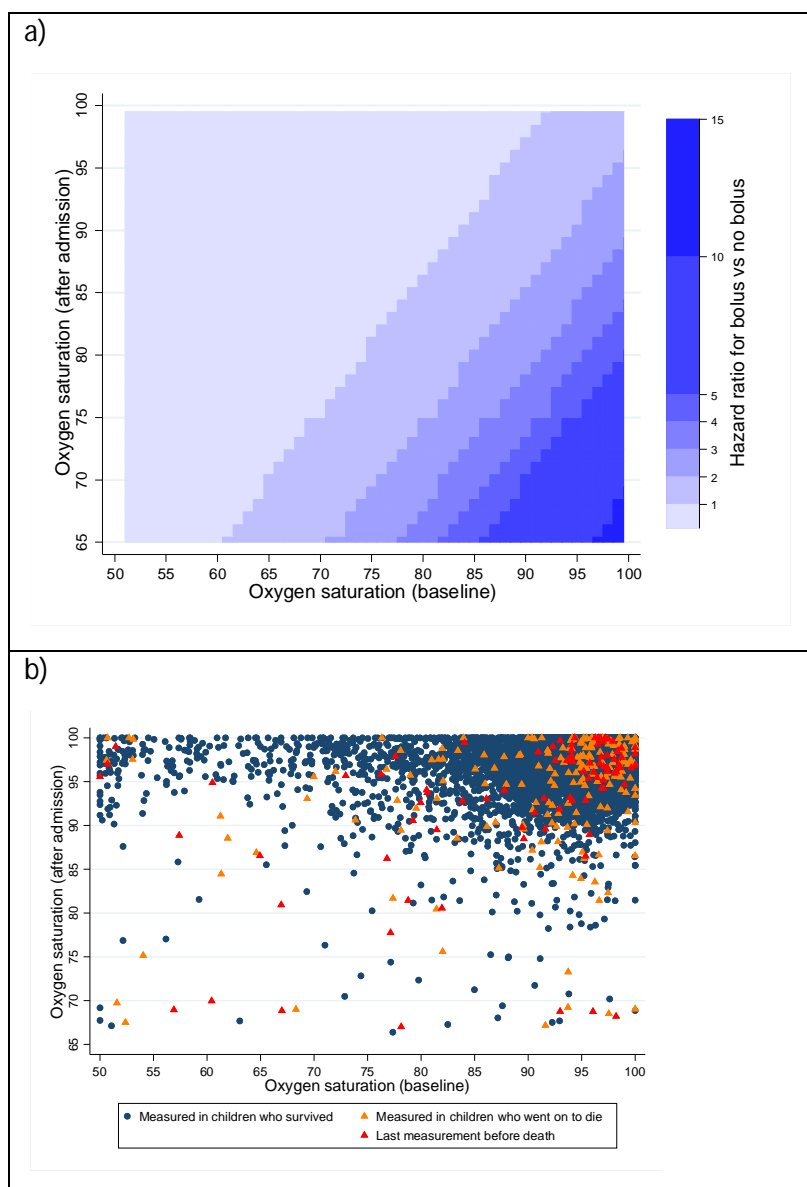 a)
Oxygen saturation (after admission)
100
95
90
85
80
75
70
65
50 55 60 65 70 75 80 85 90 95 100
Oxygen saturation (baseline)
15
10
5
4
3
2
1
Hazard ratio for bolus vs no bolus
b)
Oxygen saturation (after admission)
100
95
90
85
80
75
70
65
50 55 60 65 70 75 80 85 90 95 100
Oxygen saturation (baseline)
Measured in children who survived Measured in children who went on to die
Last measurement before death